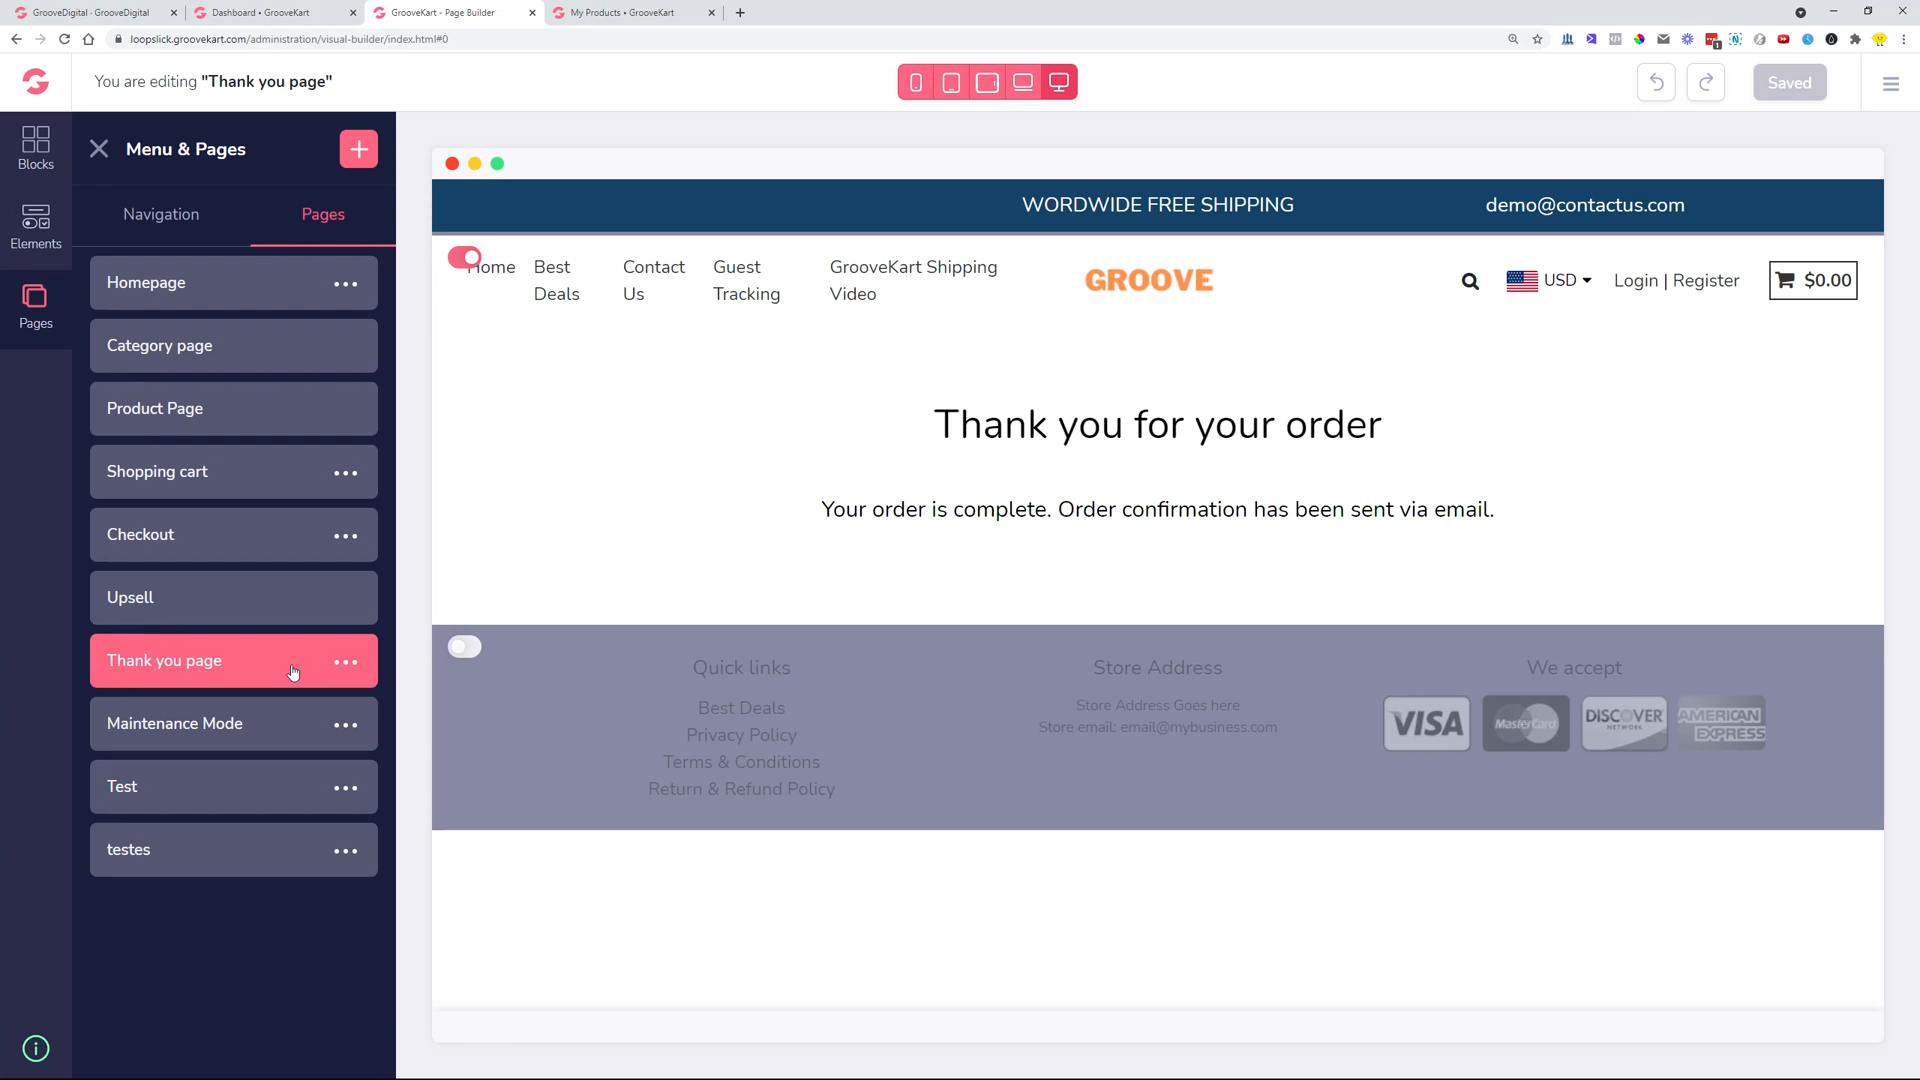 GrooveDigital - GrooveDigital
Dashboard • GrooveKart
GrooveKart - Page Builder
My Products • GrooveKart
loopslick.groovekart.com/administration/visual-builder/index.html#0
You are editing "Thank you page"
Saved
Blocks
Elements
Pages
Menu & Pages
Navigation
Pages
Homepage
Category page
Product Page
Shopping cart
Checkout
Upsell
Thank you page
Maintenance Mode
Test
testes
WORDWIDE FREE SHIPPING
demo@contactus.com
Home
Best
Deals
Contact
Us
Guest
Tracking
GrooveKart Shipping
Video
GROOVE
USD
Login | Register
$0.00
Thank you for your order
Your order is complete. Order confirmation has been sent via email.
Quick links
Best Deals
Privacy Policy
Terms & Conditions
Return & Refund Policy
Store Address
Store Address Goes here
Store email: email@mybusiness.com
We accept
VISA
MasterCard
DISCOVER
NETWORK
AMERICAN
EXPRESS